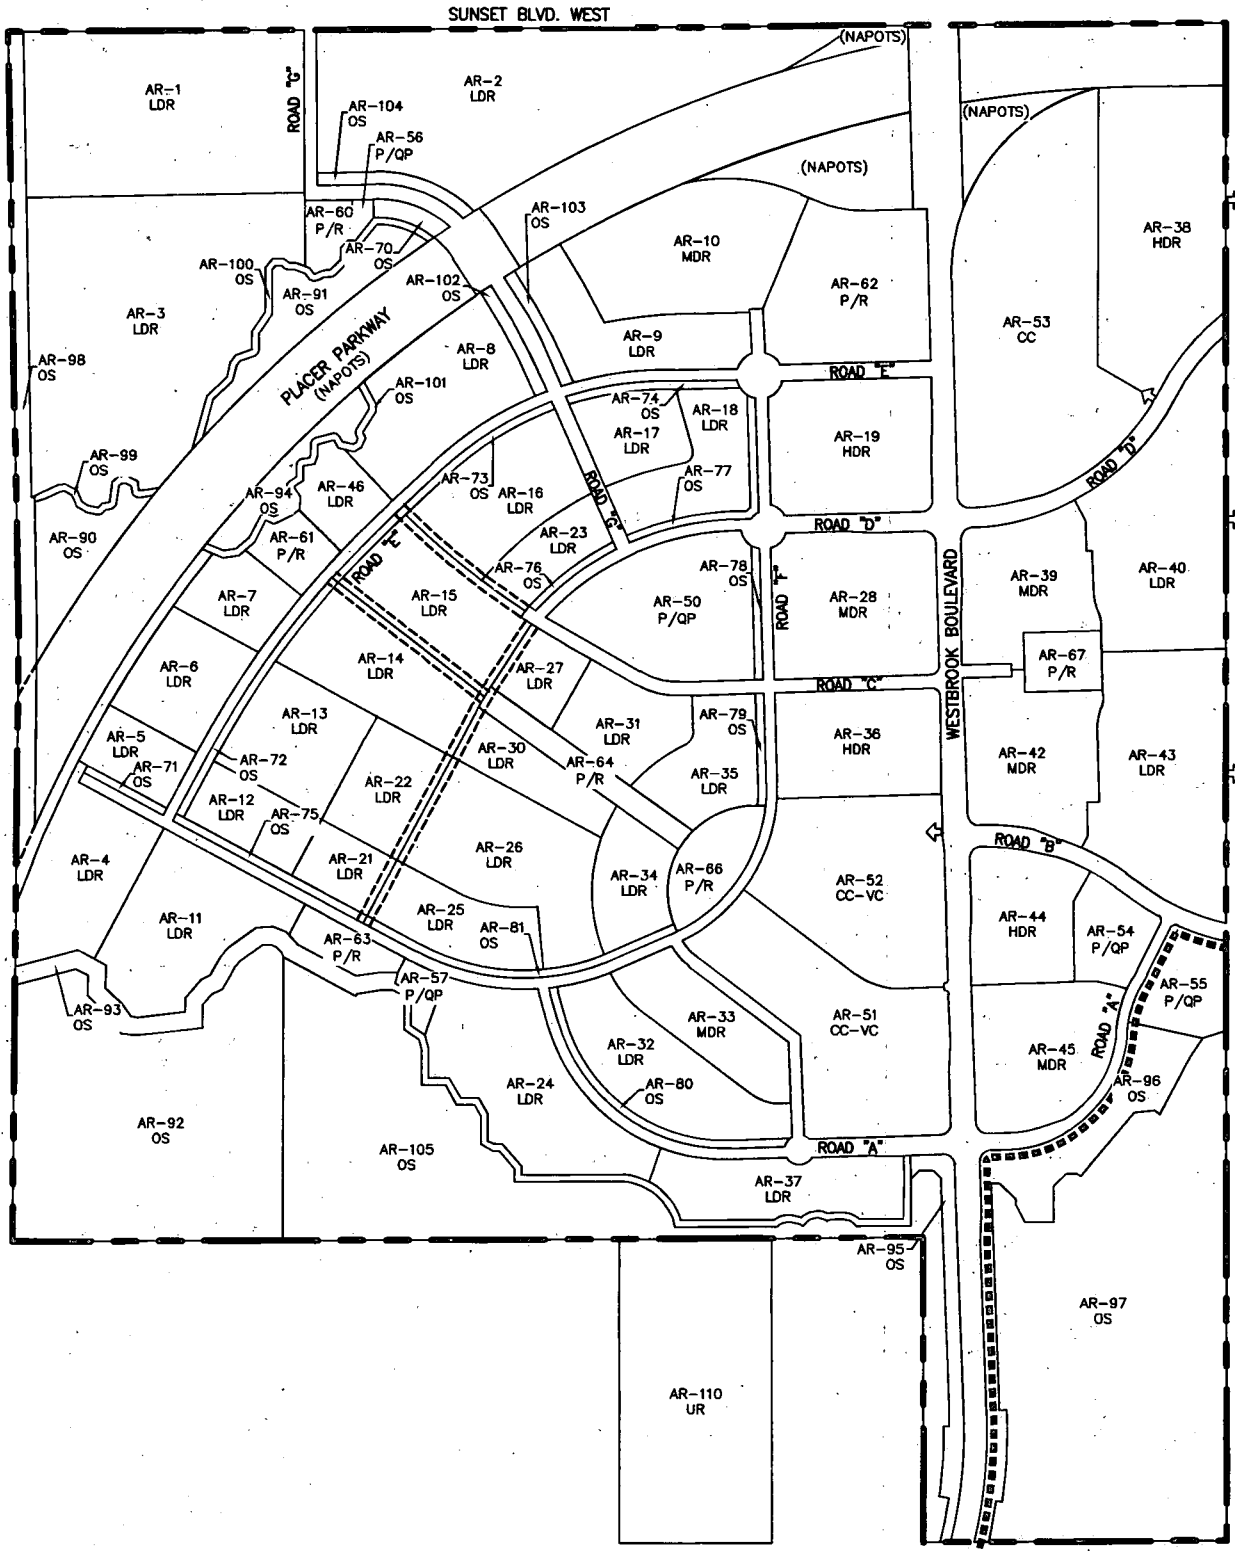 SUNSET BLVD. WEST
(NAPOTS)
AR-1
LDR
ROAD "G"
AR-2
LDR
AR-104
OS
AR-56
P/QP
(NAPOTS)
(NAPOTS)
AR-60
P/R
AR-103
OS
AR-38
HDR
AR-70
OS
AR-10
MDR
AR-100
OS
AR-91
OS
AR-102
OS
AR-62
P/R
AR-3
LDR
PLACER PARKWAY
(NAPOTS)
AR-8
LDR
AR-9
LDR
AR-53
CC
AR-98
OS
AR-101
OS
ROAD "E"
AR-74
OS
AR-18
LDR
AR-17
LDR
AR-19
HDR
AR-99
OS
AR-73
OS
AR-77
OS
ROAD "D"
AR-94
OS
AR-46
LDR
AR-16
LDR
ROAD "G"
ROAD "D"
AR-90
OS
AR-61
P/R
ROAD "E"
AR-23
LDR
AR-76
OS
AR-78
OS
ROAD "F"
AR-7
LDR
AR-15
LDR
AR-50
P/QP
AR-28
MDR
WESTBROOK BOULEVARD
AR-39
MDR
AR-40
LDR
AR-6
LDR
AR-14
LDR
AR-27
LDR
ROAD "C"
AR-67
P/R
AR-13
LDR
AR-31
LDR
AR-79
OS
AR-36
HDR
AR-5
LDR
AR-71
OS
AR-72
OS
AR-30
LDR
AR-64
P/R
AR-35
LDR
AR-42
MDR
AR-43
LDR
AR-12
LDR
AR-75
OS
AR-22
LDR
ROAD "B"
AR-4
LDR
AR-21
LDR
AR-26
LDR
AR-34
LDR
AR-66
P/R
AR-52
CC-VC
AR-11
LDR
AR-25
LDR
AR-81
OS
AR-44
HDR
AR-54
P/QP
AR-63
P/R
AR-57
P/QP
AR-55
P/QP
AR-93
OS
AR-33
MDR
AR-51
CC-VC
ROAD "A"
AR-32
LDR
AR-45
MDR
AR-24
LDR
AR-80
OS
AR-96
OS
AR-92
OS
AR-105
OS
ROAD "A"
AR-37
LDR
AR-95
OS
AR-97
OS
AR-110
UR